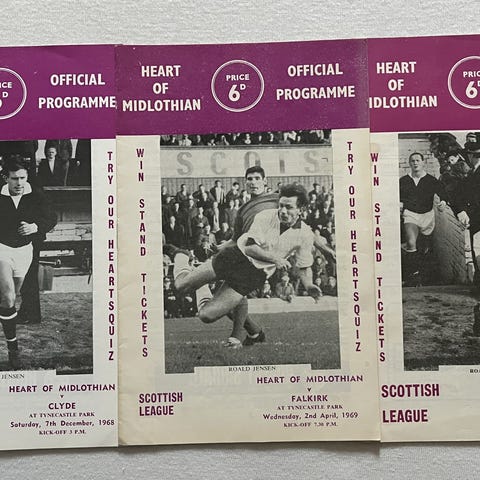 OFFICIAL
PROGRAMME
TRY OUR HEARTSQUIZ
JENSEN
HEART OF MIDLOTHIAN
v
CLYDE
AT TYNECASTLE PARK
Saturday, 7th December, 1968
KICK-OFF 3 P.M.
HEART
OF
MIDLOTHIAN
PRICE
6D
OFFICIAL
PROGRAMME
WIN STAND TICKETS
TRY OUR HEARTSQUIZ
SCOTS
ROALD JENSEN
SCOTTISH
LEAGUE
HEART OF MIDLOTHIAN
v
FALKIRK
AT TYNECASTLE PARK
Wednesday, 2nd April, 1969
KICK-OFF 7.30 P.M.
HEART
OF
MIDLOTHIAN
WIN STAND TICKETS
SCOTTISH
LEAGUE